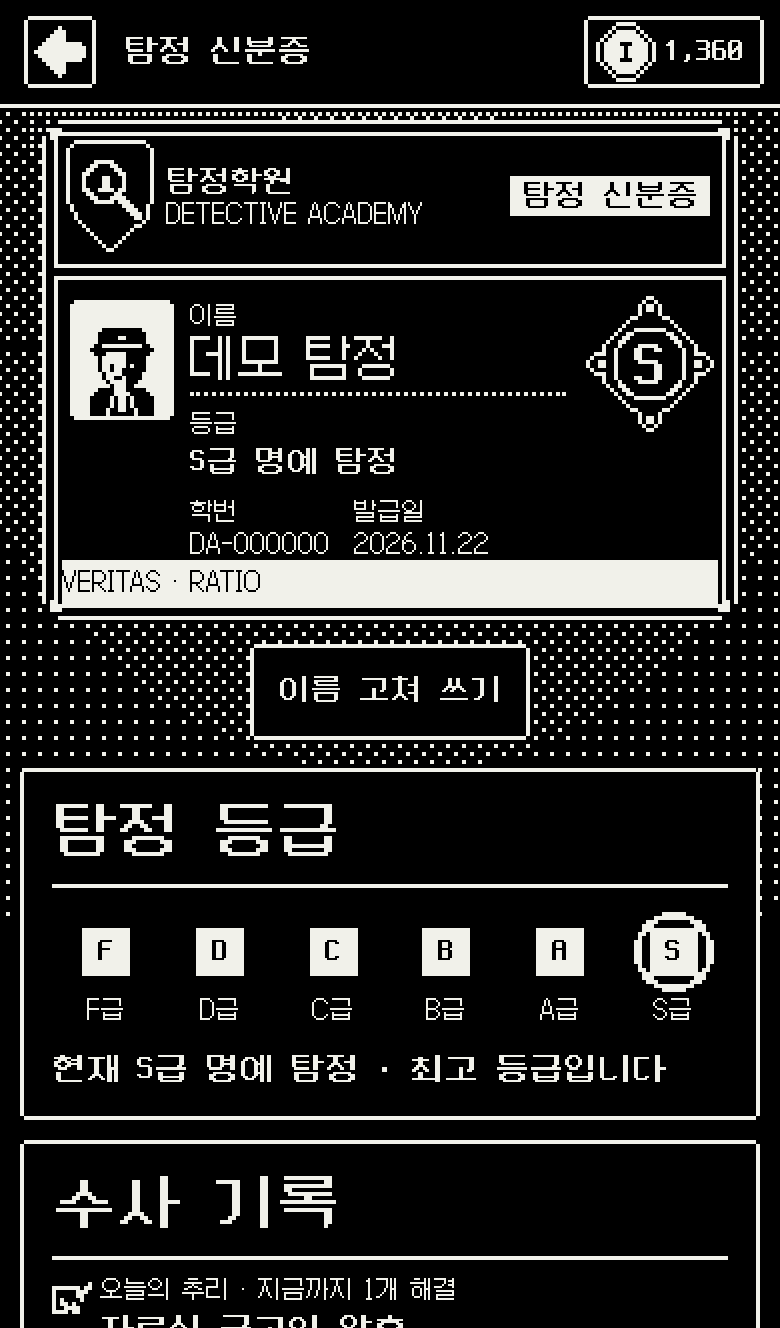 탐정 신분증
1,360
탐정학원
DETECTIVE ACADEMY
탐정 신분증
이름
데모 탐정
S
등급
S급 명예 탐정
학번 발급일
DA-000000 2026.11.22
VERITAS · RATIO
이름 고쳐 쓰기
탐정 등급
F D C B A S
F급 D급 C급 B급 A급 S급
현재 S급 명예 탐정 · 최고 등급입니다
수사 기록
오늘의 추리 · 지금까지 1개 해결